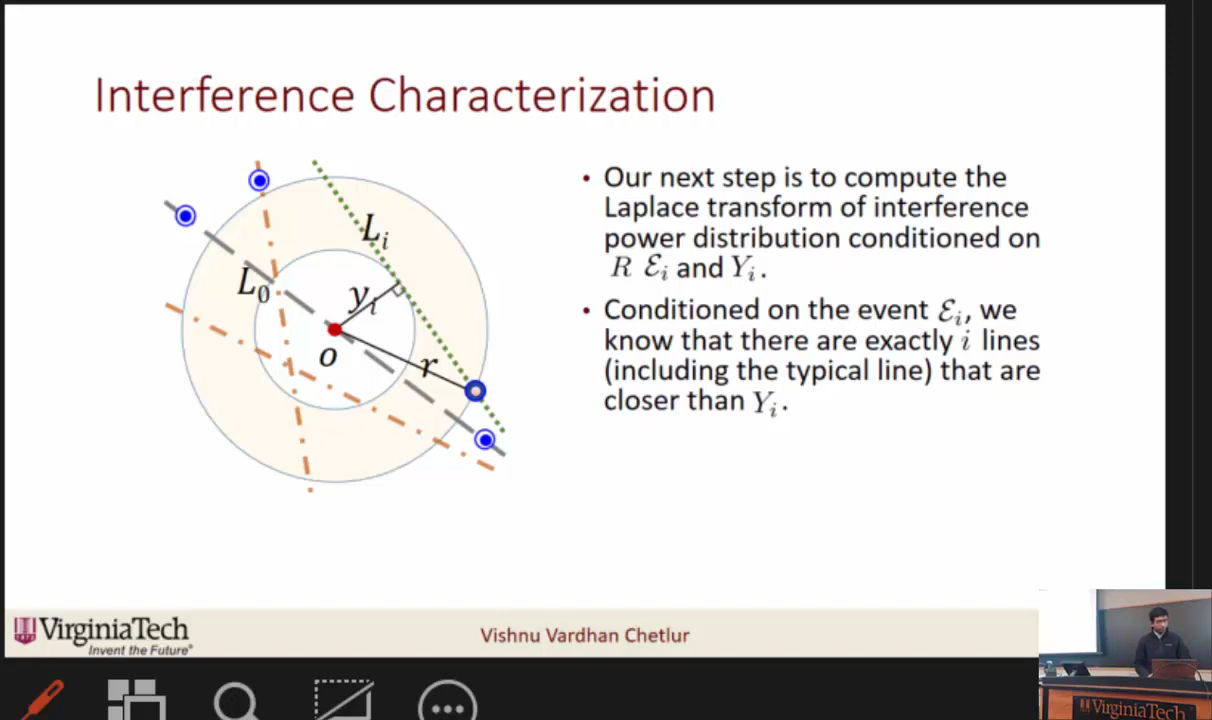 Interference Characterization
L₀
Lᵢ
yᵢ
o
r
• Our next step is to compute the
Laplace transform of interference
power distribution conditioned on
R ℰᵢ and Yᵢ.
• Conditioned on the event ℰᵢ, we
know that there are exactly i lines
(including the typical line) that are
closer than Yᵢ.
VirginiaTech
Invent the Future®
Vishnu Vardhan Chetlur
VirginiaTech